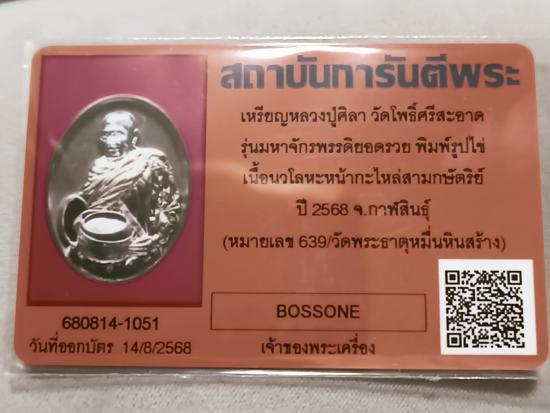 สถาบันการันตีพระ
เหรียญหลวงปู่ศิลา วัดโพธิ์ศรีสะอาด
รุ่นมหาจักรพรรดิยอดรวย พิมพ์รูปไข่
เนื้อนวโลหะหน้ากะไหล่สามกษัตริย์
ปี 2568 จ.กาฬสินธุ์
(หมายเลข 639/วัดพระธาตุหมื่นหินสร้าง)
BOSSONE
เจ้าของพระเครื่อง
680814-1051
วันที่ออกบัตร 14/8/2568